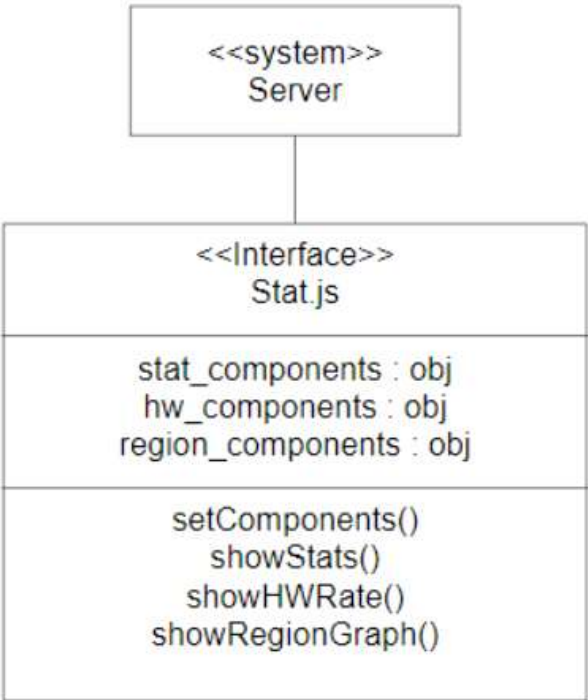 <<system>>
Server
<<Interface>>
Stat.js
stat_components : obj
hw_components : obj
region_components : obj
setComponents()
showStats()
showHWRate()
showRegionGraph()